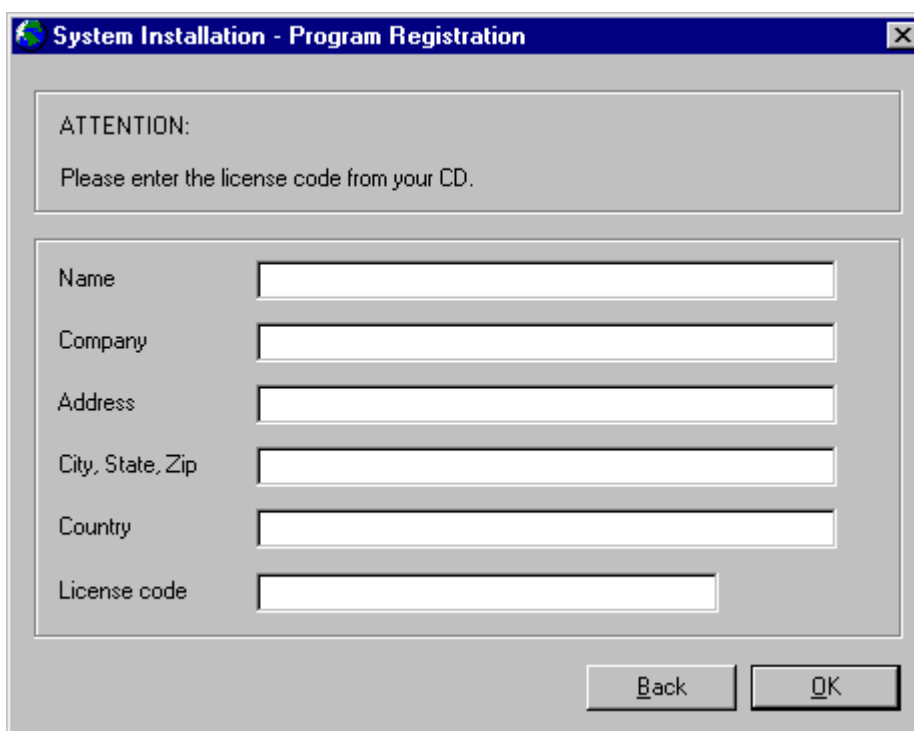 System Installation - Program Registration
ATTENTION:
Please enter the license code from your CD.
Name
Company
Address
City, State, Zip
Country
License code
Back
OK